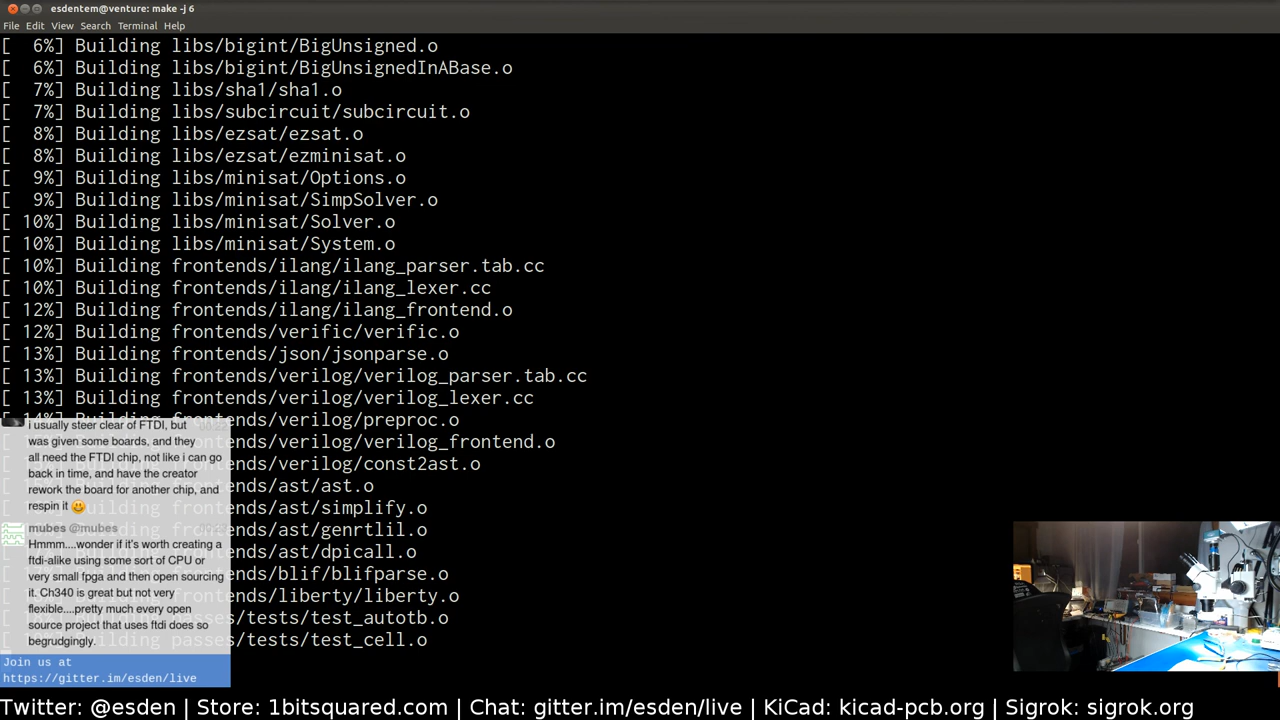 esdentem@venture: make -j 6
File Edit View Search Terminal Help
[  6%] Building libs/bigint/BigUnsigned.o
[  6%] Building libs/bigint/BigUnsignedInABase.o
[  7%] Building libs/sha1/sha1.o
[  7%] Building libs/subcircuit/subcircuit.o
[  8%] Building libs/ezsat/ezsat.o
[  8%] Building libs/ezsat/ezminisat.o
[  9%] Building libs/minisat/Options.o
[  9%] Building libs/minisat/SimpSolver.o
[ 10%] Building libs/minisat/Solver.o
[ 10%] Building libs/minisat/System.o
[ 10%] Building frontends/ilang/ilang_parser.tab.cc
[ 10%] Building frontends/ilang/ilang_lexer.cc
[ 12%] Building frontends/ilang/ilang_frontend.o
[ 12%] Building frontends/verific/verific.o
[ 13%] Building frontends/json/jsonparse.o
[ 13%] Building frontends/verilog/verilog_parser.tab.cc
[ 13%] Building frontends/verilog/verilog_lexer.cc
[ 14%] Building frontends/verilog/preproc.o
ends/verilog/verilog_frontend.o
ends/verilog/const2ast.o
ends/ast/ast.o
ends/ast/simplify.o
ends/ast/genrtlil.o
ends/ast/dpicall.o
ends/blif/blifparse.o
ends/liberty/liberty.o
passes/tests/test_autotb.o
Building passes/tests/test_cell.o
i usually steer clear of FTDI, but
was given some boards, and they
all need the FTDI chip, not like i can go
back in time, and have the creator
rework the board for another chip, and
respin it
mubes @mubes
Hmmm....wonder if it's worth creating a
ftdi-alike using some sort of CPU or
very small fpga and then open sourcing
it. Ch340 is great but not very
flexible....pretty much every open
source project that uses ftdi does so
begrudgingly.
Join us at
https://gitter.im/esden/live
Twitter: @esden | Store: 1bitsquared.com | Chat: gitter.im/esden/live | KiCad: kicad-pcb.org | Sigrok: sigrok.org